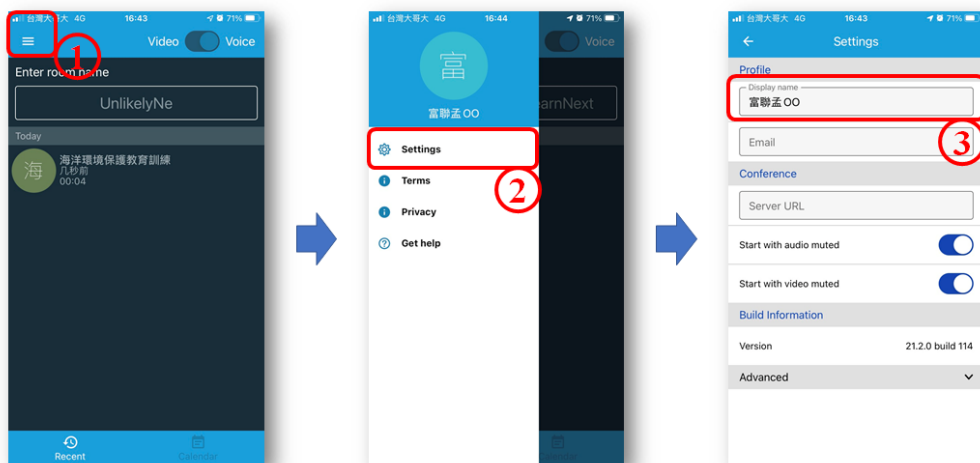 台灣大哥大 4G 16:43 71%
①
Video Voice
Enter room name
UnlikelyNe
Today
海
海洋環境保護教育訓練
几秒前
00:04
Recent
Calendar
台灣大哥大 4G 16:44 71%
Voice
富
富聯孟OO
earnNext
Settings
②
Terms
Privacy
Get help
Calendar
台灣大哥大 4G 16:43 71%
Settings
Profile
Display name
富聯孟OO
Email
③
Conference
Server URL
Start with audio muted
Start with video muted
Build Information
Version 21.2.0 build 114
Advanced